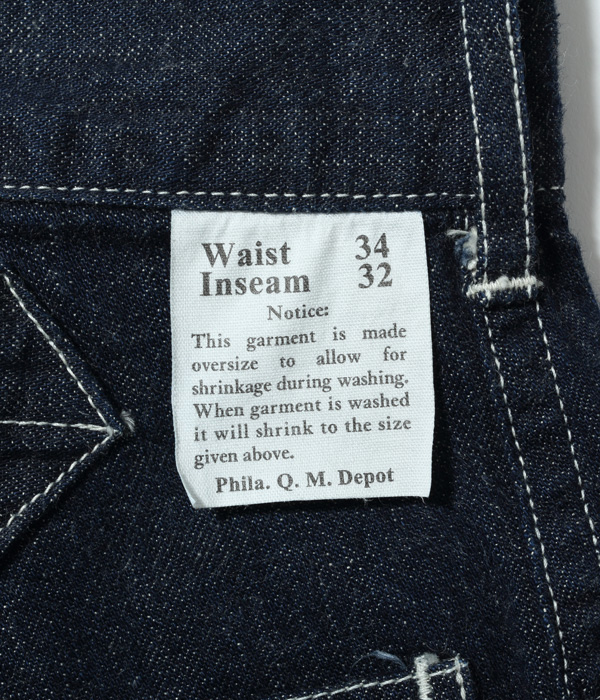 Waist 34
Inseam 32
Notice:
This garment is made
oversize to allow for
shrinkage during washing.
When garment is washed
it will shrink to the size
given above.
Phila. Q. M. Depot